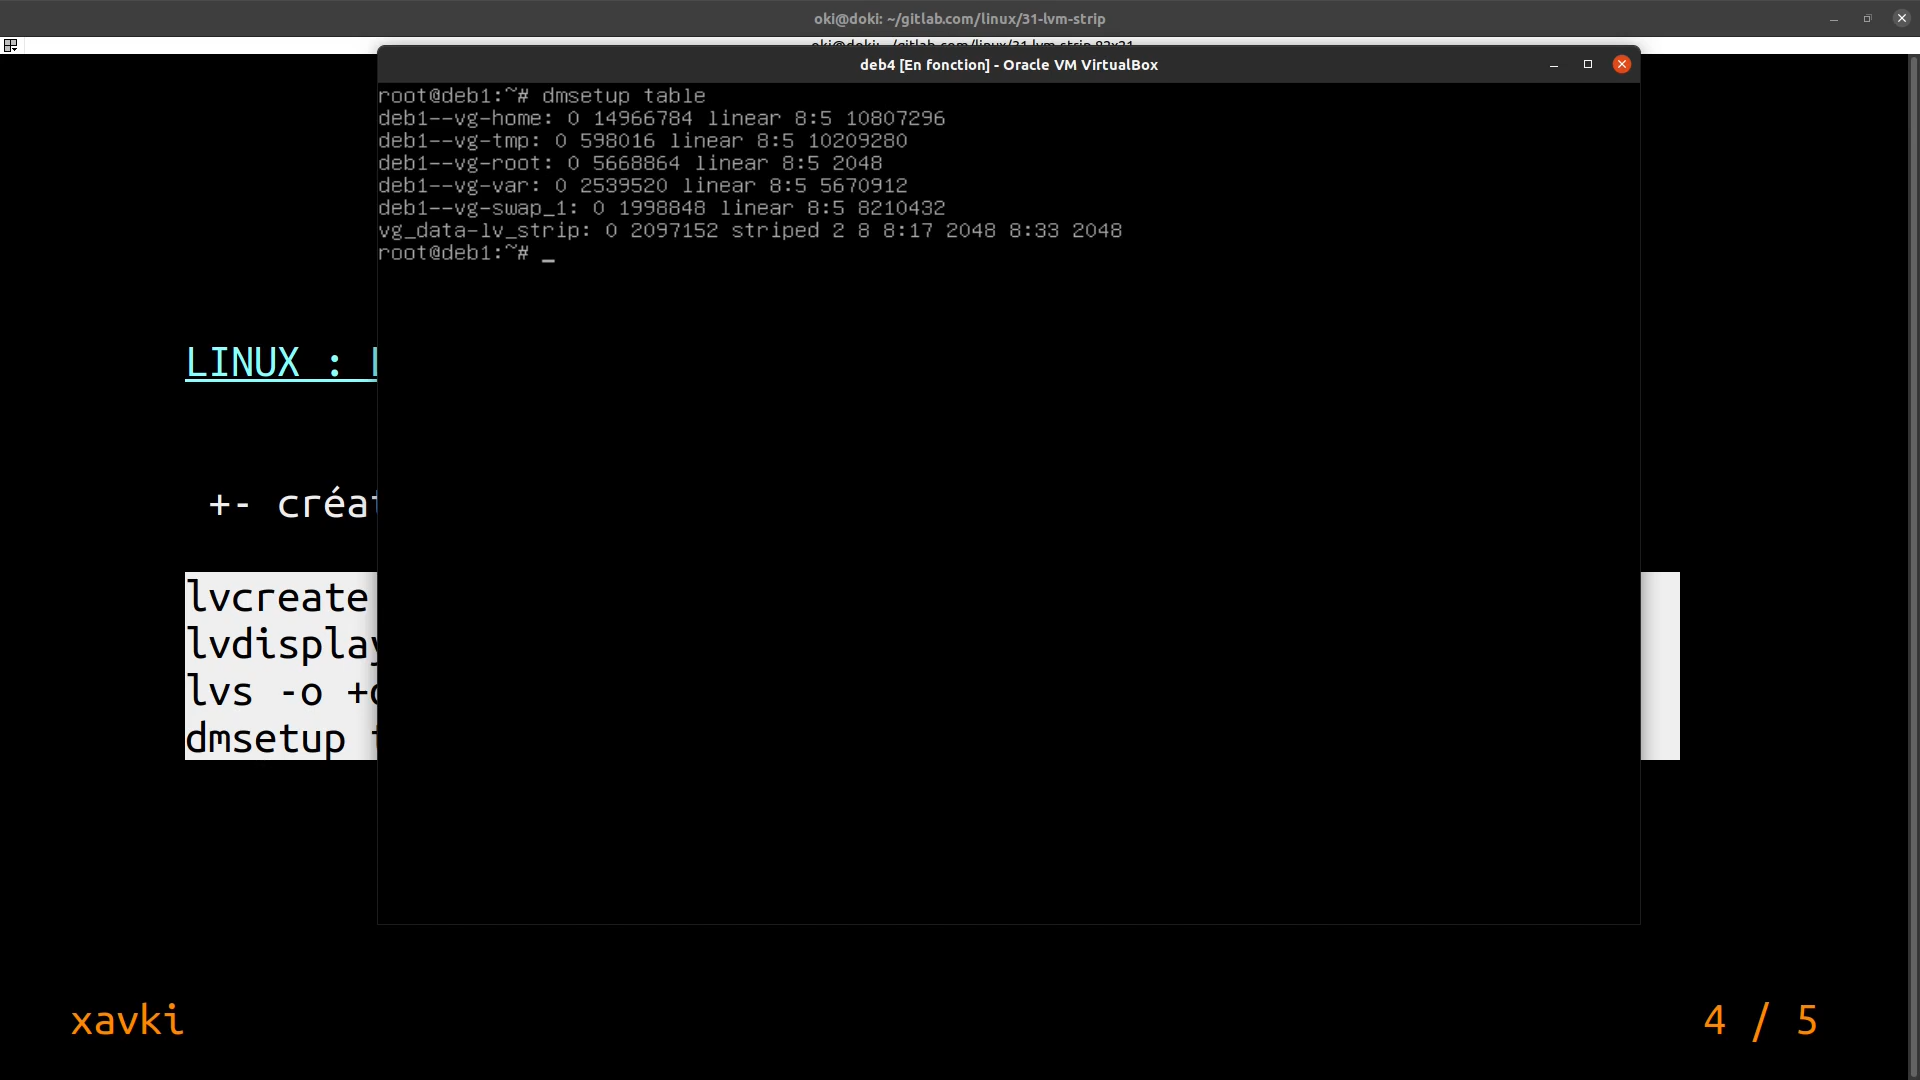 oki@doki: ~/gitlab.com/linux/31-lvm-strip
deb4 [En fonction] - Oracle VM VirtualBox
root@deb1:~# dmsetup table
deb1--vg-home: 0 14966784 linear 8:5 10807296
deb1--vg-tmp: 0 598016 linear 8:5 10209280
deb1--vg-root: 0 5668864 linear 8:5 2048
deb1--vg-var: 0 2539520 linear 8:5 5670912
deb1--vg-swap_1: 0 1998848 linear 8:5 8210432
vg_data-lv_strip: 0 2097152 striped 2 8 8:17 2048 8:33 2048
root@deb1:~# _
LINUX :
+- créat
lvcreate
lvdisplay
lvs -o +
dmsetup
xavki
4 / 5